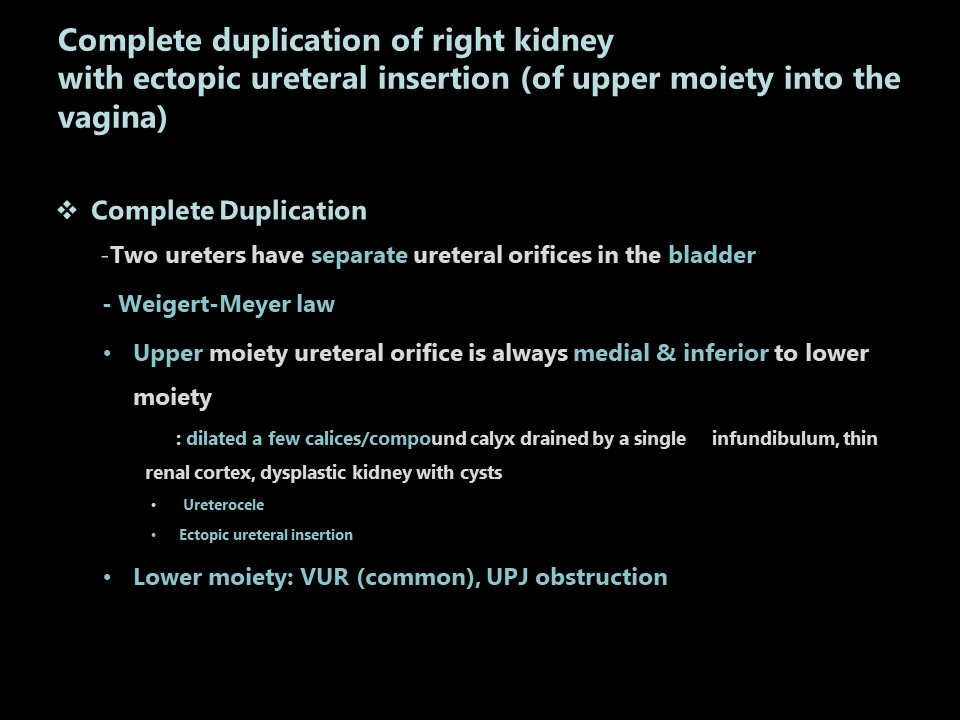 Complete duplication of right kidney
with ectopic ureteral insertion (of upper moiety into the
vagina)
❖ Complete Duplication
-Two ureters have separate ureteral orifices in the bladder
- Weigert-Meyer law
• Upper moiety ureteral orifice is always medial & inferior to lower
moiety
: dilated a few calices/compound calyx drained by a single infundibulum, thin
renal cortex, dysplastic kidney with cysts
• Ureterocele
• Ectopic ureteral insertion
• Lower moiety: VUR (common), UPJ obstruction